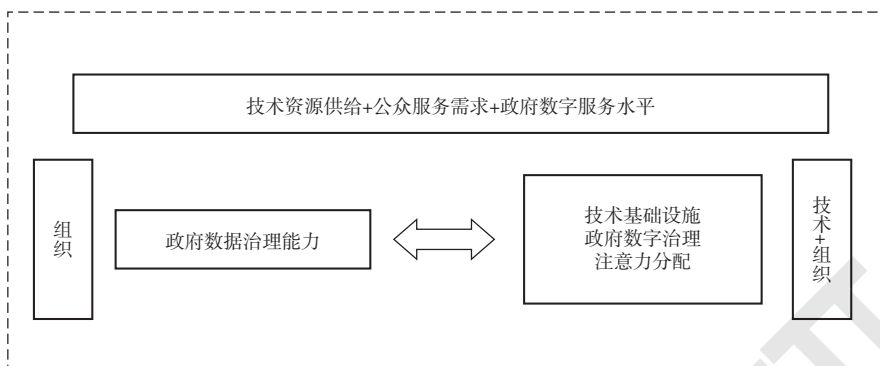 技术资源供给+公众服务需求+政府数字服务水平
组织
政府数据治理能力
技术基础设施
政府数字治理
注意力分配
技术+组织